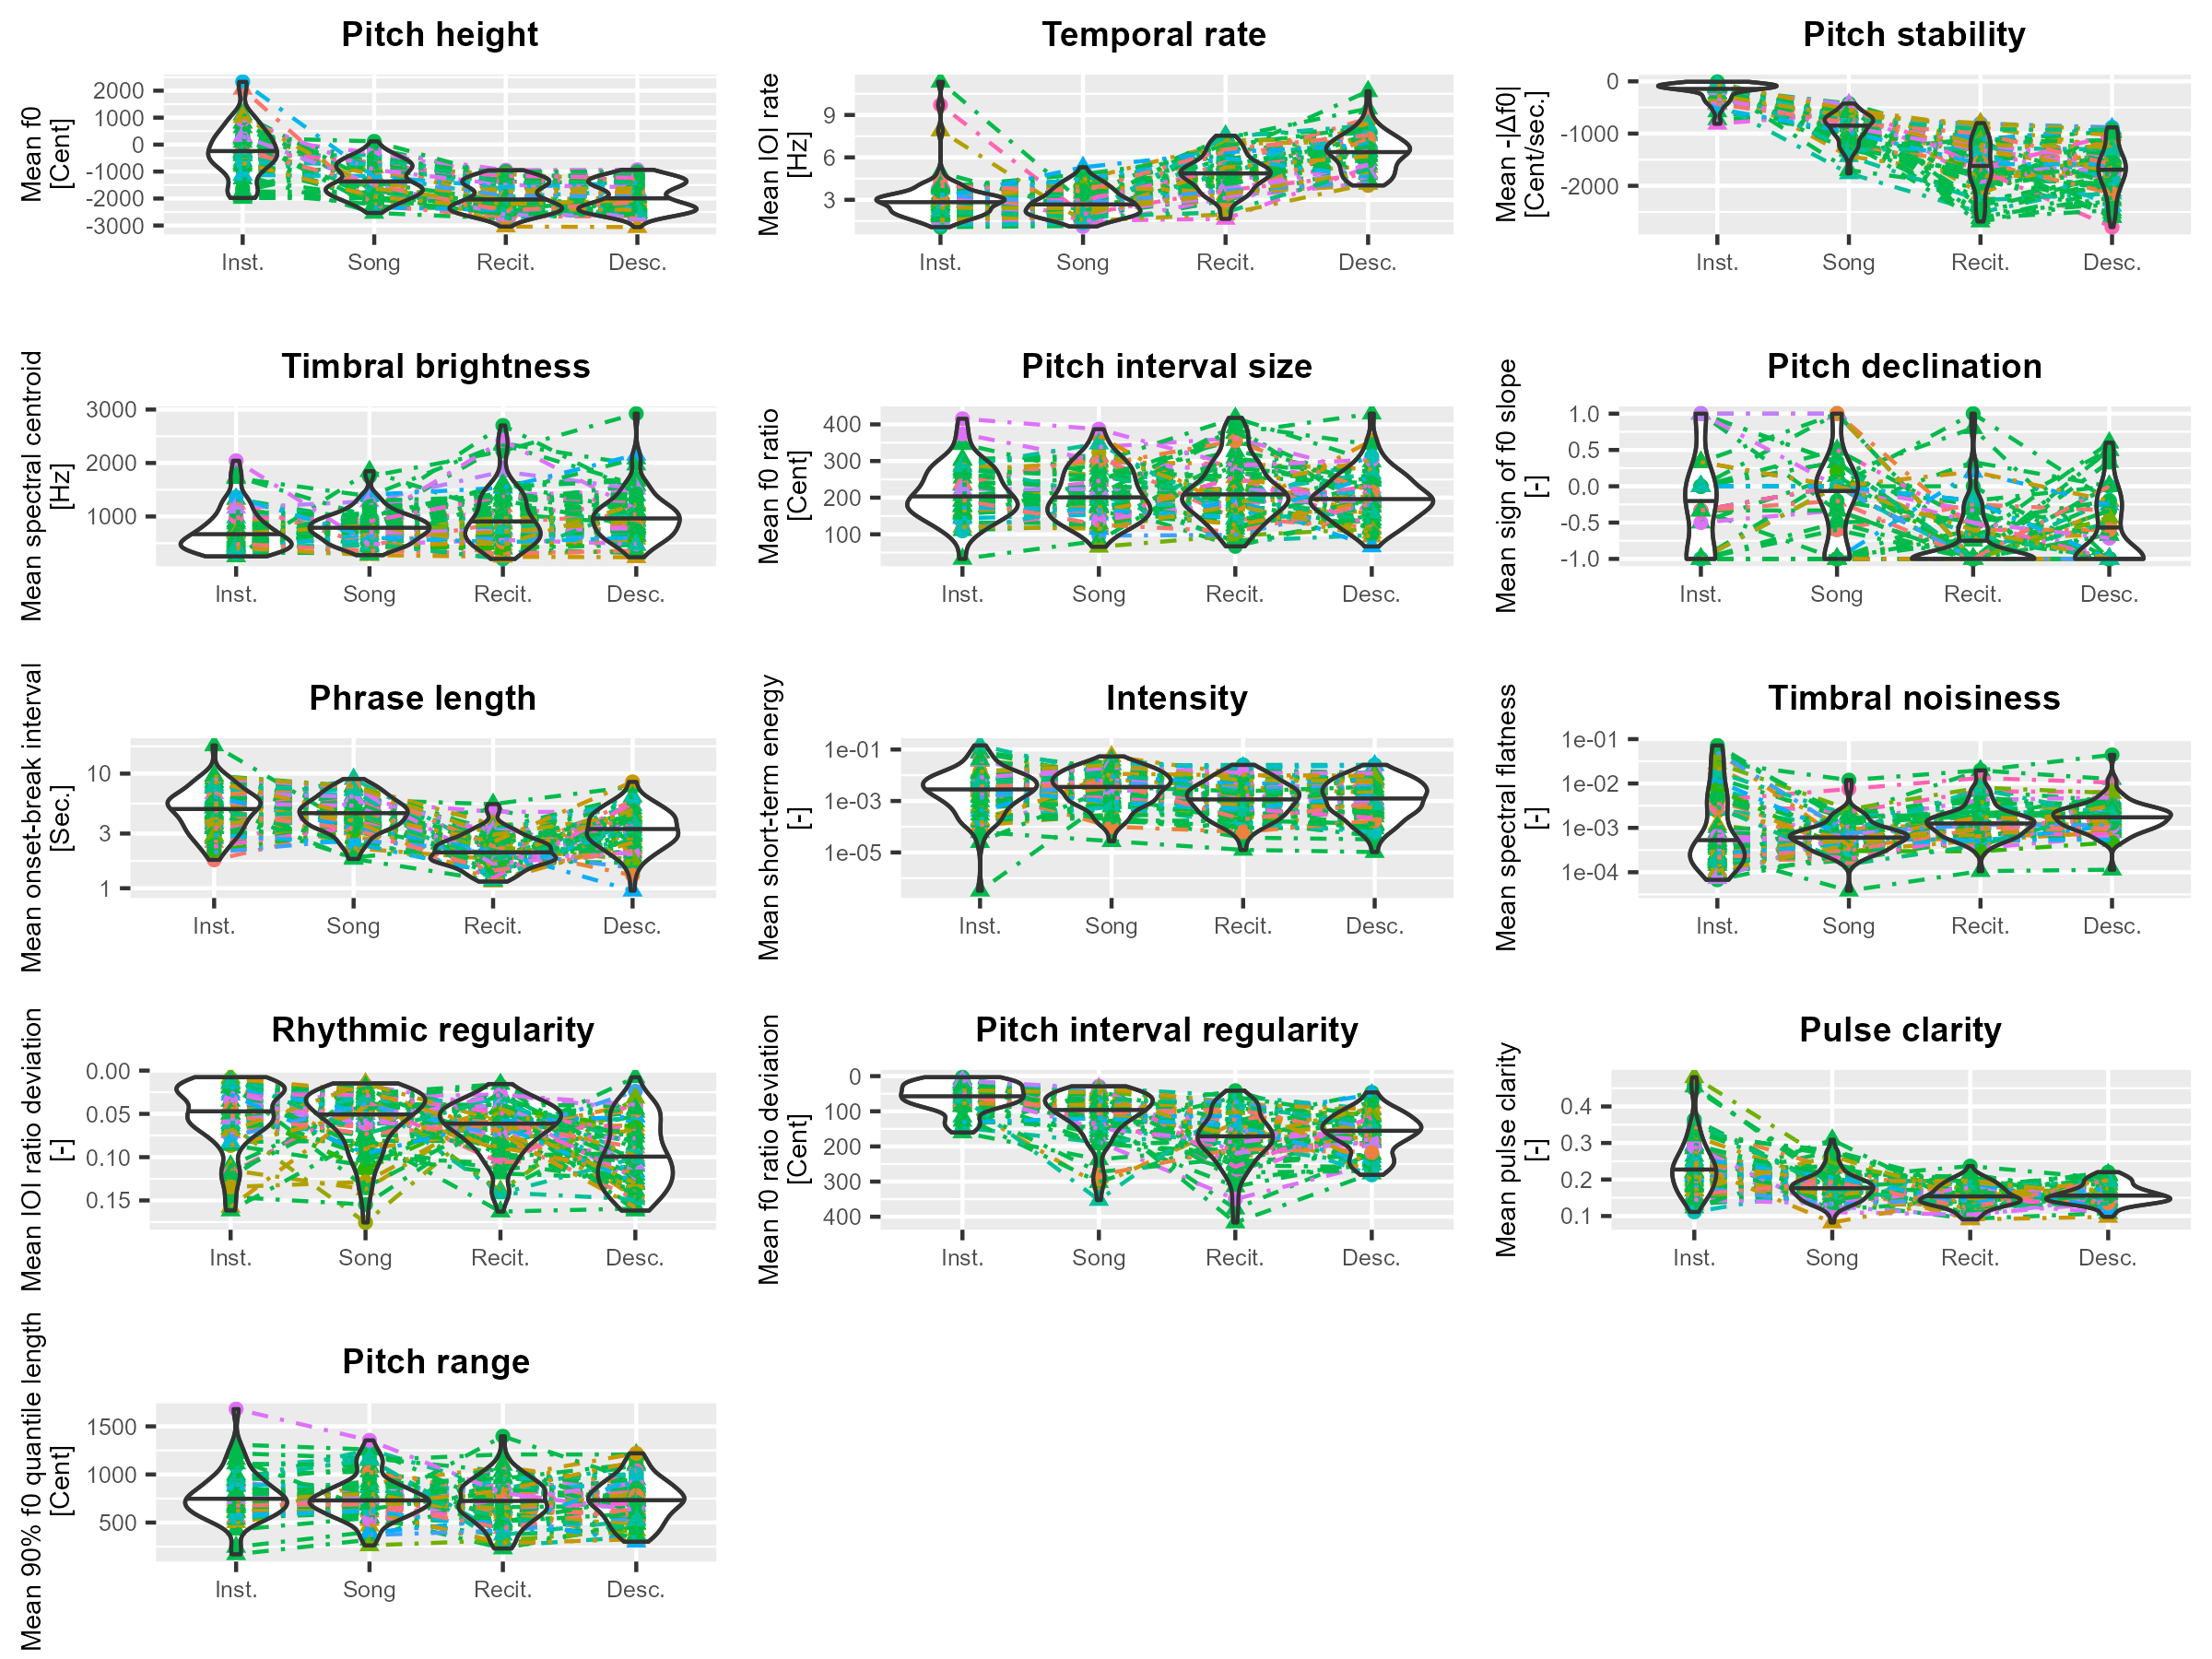 Pitch height
Mean f0
[Cent]
2000
1000
0
-1000
-2000
-3000
Inst. Song Recit. Desc.
Temporal rate
Mean IOI rate
[Hz]
9
6
3
Inst. Song Recit. Desc.
Pitch stability
Mean -|Δf0|
[Cent/sec.]
0
-1000
-2000
Inst. Song Recit. Desc.
Timbral brightness
Mean spectral centroid
[Hz]
3000
2000
1000
Inst. Song Recit. Desc.
Pitch interval size
Mean f0 ratio
[Cent]
400
300
200
100
Inst. Song Recit. Desc.
Pitch declination
Mean sign of f0 slope
[-]
1.0
0.5
0.0
-0.5
-1.0
Inst. Song Recit. Desc.
Phrase length
Mean onset-break interval
[Sec.]
10
3
1
Inst. Song Recit. Desc.
Intensity
Mean short-term energy
[-]
1e-01
1e-03
1e-05
Inst. Song Recit. Desc.
Timbral noisiness
Mean spectral flatness
[-]
1e-01
1e-02
1e-03
1e-04
Inst. Song Recit. Desc.
Rhythmic regularity
Mean IOI ratio deviation
[-]
0.00
0.05
0.10
0.15
Inst. Song Recit. Desc.
Pitch interval regularity
Mean f0 ratio deviation
[Cent]
0
100
200
300
400
Inst. Song Recit. Desc.
Pulse clarity
Mean pulse clarity
[-]
0.4
0.3
0.2
0.1
Inst. Song Recit. Desc.
Pitch range
Mean 90% f0 quantile length
[Cent]
1500
1000
500
Inst. Song Recit. Desc.